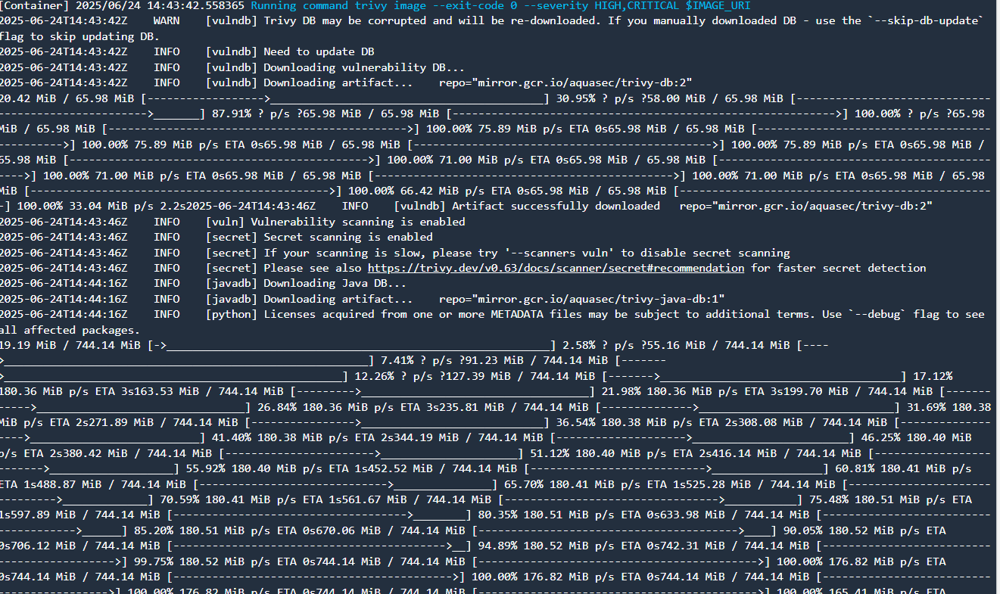 [Container] 2025/06/24 14:43:42.558365 Running command trivy image --exit-code 0 --severity HIGH,CRITICAL $IMAGE_URI
2025-06-24T14:43:42Z    WARN    [vulndb] Trivy DB may be corrupted and will be re-downloaded. If you manually downloaded DB - use the `--skip-db-update`
flag to skip updating DB.
2025-06-24T14:43:42Z    INFO    [vulndb] Need to update DB
2025-06-24T14:43:42Z    INFO    [vulndb] Downloading vulnerability DB...
2025-06-24T14:43:42Z    INFO    [vulndb] Downloading artifact...    repo="mirror.gcr.io/aquasec/trivy-db:2"
20.42 MiB / 65.98 MiB [------------------>___________________________________________] 30.95% ? p/s ?58.00 MiB / 65.98 MiB [-------------------------------
------------------------>_______] 87.91% ? p/s ?65.98 MiB / 65.98 MiB [------------------------------------------------------------>] 100.00% ? p/s ?65.98
MiB / 65.98 MiB [----------------------------------------------->] 100.00% 75.89 MiB p/s ETA 0s65.98 MiB / 65.98 MiB [-------------------------------------
---------->] 100.00% 75.89 MiB p/s ETA 0s65.98 MiB / 65.98 MiB [----------------------------------------------->] 100.00% 75.89 MiB p/s ETA 0s65.98 MiB /
65.98 MiB [----------------------------------------------->] 100.00% 71.00 MiB p/s ETA 0s65.98 MiB / 65.98 MiB [-------------------------------------------
---->] 100.00% 71.00 MiB p/s ETA 0s65.98 MiB / 65.98 MiB [----------------------------------------------->] 100.00% 71.00 MiB p/s ETA 0s65.98 MiB / 65.98
MiB [----------------------------------------------->] 100.00% 66.42 MiB p/s ETA 0s65.98 MiB / 65.98 MiB [-------------------------------------------------
-] 100.00% 33.04 MiB p/s 2.2s2025-06-24T14:43:46Z    INFO    [vulndb] Artifact successfully downloaded   repo="mirror.gcr.io/aquasec/trivy-db:2"
2025-06-24T14:43:46Z    INFO    [vuln] Vulnerability scanning is enabled
2025-06-24T14:43:46Z    INFO    [secret] Secret scanning is enabled
2025-06-24T14:43:46Z    INFO    [secret] If your scanning is slow, please try '--scanners vuln' to disable secret scanning
2025-06-24T14:43:46Z    INFO    [secret] Please see also https://trivy.dev/v0.63/docs/scanner/secret#recommendation for faster secret detection
2025-06-24T14:44:16Z    INFO    [javadb] Downloading Java DB...
2025-06-24T14:44:16Z    INFO    [javadb] Downloading artifact...    repo="mirror.gcr.io/aquasec/trivy-java-db:1"
2025-06-24T14:44:16Z    INFO    [python] Licenses acquired from one or more METADATA files may be subject to additional terms. Use `--debug` flag to see
all affected packages.
19.19 MiB / 744.14 MiB [->___________________________________________________________] 2.58% ? p/s ?55.16 MiB / 744.14 MiB [----
>________________________________________________________] 7.41% ? p/s ?91.23 MiB / 744.14 MiB [-------
>____________________________________________________] 12.26% ? p/s ?127.39 MiB / 744.14 MiB [------->_____________________________________] 17.12%
180.36 MiB p/s ETA 3s163.53 MiB / 744.14 MiB [--------->___________________________________] 21.98% 180.36 MiB p/s ETA 3s199.70 MiB / 744.14 MiB [-------
----->________________________________] 26.84% 180.36 MiB p/s ETA 3s235.81 MiB / 744.14 MiB [-------------->______________________________] 31.69% 180.38
MiB p/s ETA 2s271.89 MiB / 744.14 MiB [---------------->____________________________] 36.54% 180.38 MiB p/s ETA 2s308.08 MiB / 744.14 MiB [--------------
---->__________________________] 41.40% 180.38 MiB p/s ETA 2s344.19 MiB / 744.14 MiB [-------------------->________________________] 46.25% 180.40 MiB
p/s ETA 2s380.42 MiB / 744.14 MiB [----------------------->_____________________] 51.12% 180.40 MiB p/s ETA 2s416.14 MiB / 744.14 MiB [------------------
------->___________________] 55.92% 180.40 MiB p/s ETA 1s452.52 MiB / 744.14 MiB [--------------------------->_________________] 60.81% 180.41 MiB p/s
ETA 1s488.87 MiB / 744.14 MiB [----------------------------->_______________] 65.70% 180.41 MiB p/s ETA 1s525.28 MiB / 744.14 MiB [----------------------
--------->_____________] 70.59% 180.41 MiB p/s ETA 1s561.67 MiB / 744.14 MiB [--------------------------------->___________] 75.48% 180.51 MiB p/s ETA
1s597.89 MiB / 744.14 MiB [------------------------------------>________] 80.35% 180.51 MiB p/s ETA 0s633.98 MiB / 744.14 MiB [--------------------------
------------>______] 85.20% 180.51 MiB p/s ETA 0s670.06 MiB / 744.14 MiB [---------------------------------------->____] 90.05% 180.52 MiB p/s ETA
0s706.12 MiB / 744.14 MiB [------------------------------------------>__] 94.89% 180.52 MiB p/s ETA 0s742.31 MiB / 744.14 MiB [--------------------------
------------------>] 99.75% 180.52 MiB p/s ETA 0s744.14 MiB / 744.14 MiB [-------------------------------------------->] 100.00% 176.82 MiB p/s ETA
0s744.14 MiB / 744.14 MiB [-------------------------------------------->] 100.00% 176.82 MiB p/s ETA 0s744.14 MiB / 744.14 MiB [--------------------------
------------------>] 100.00% 176.82 MiB p/s ETA 0s744.14 MiB / 744.14 MiB [-------------------------------------------->] 100.00% 165.41 MiB p/s ETA